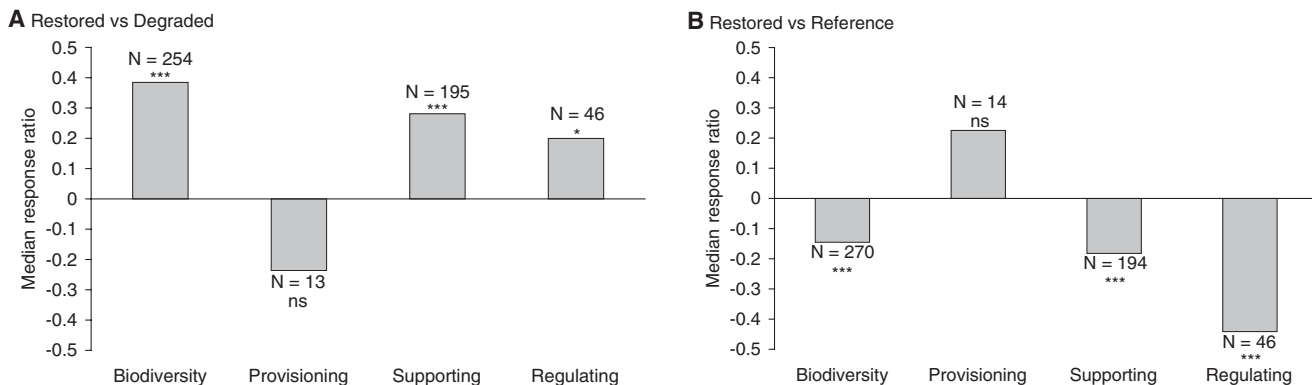 A Restored vs Degraded
Median response ratio
0.5
0.4
0.3
0.2
0.1
0
-0.1
-0.2
-0.3
-0.4
-0.5
N = 254
***
N = 13
ns
N = 195
***
N = 46
*
Biodiversity Provisioning Supporting Regulating
B Restored vs Reference
Median response ratio
0.5
0.4
0.3
0.2
0.1
0
-0.1
-0.2
-0.3
-0.4
-0.5
N = 270
***
N = 14
ns
N = 194
***
N = 46
***
Biodiversity Provisioning Supporting Regulating